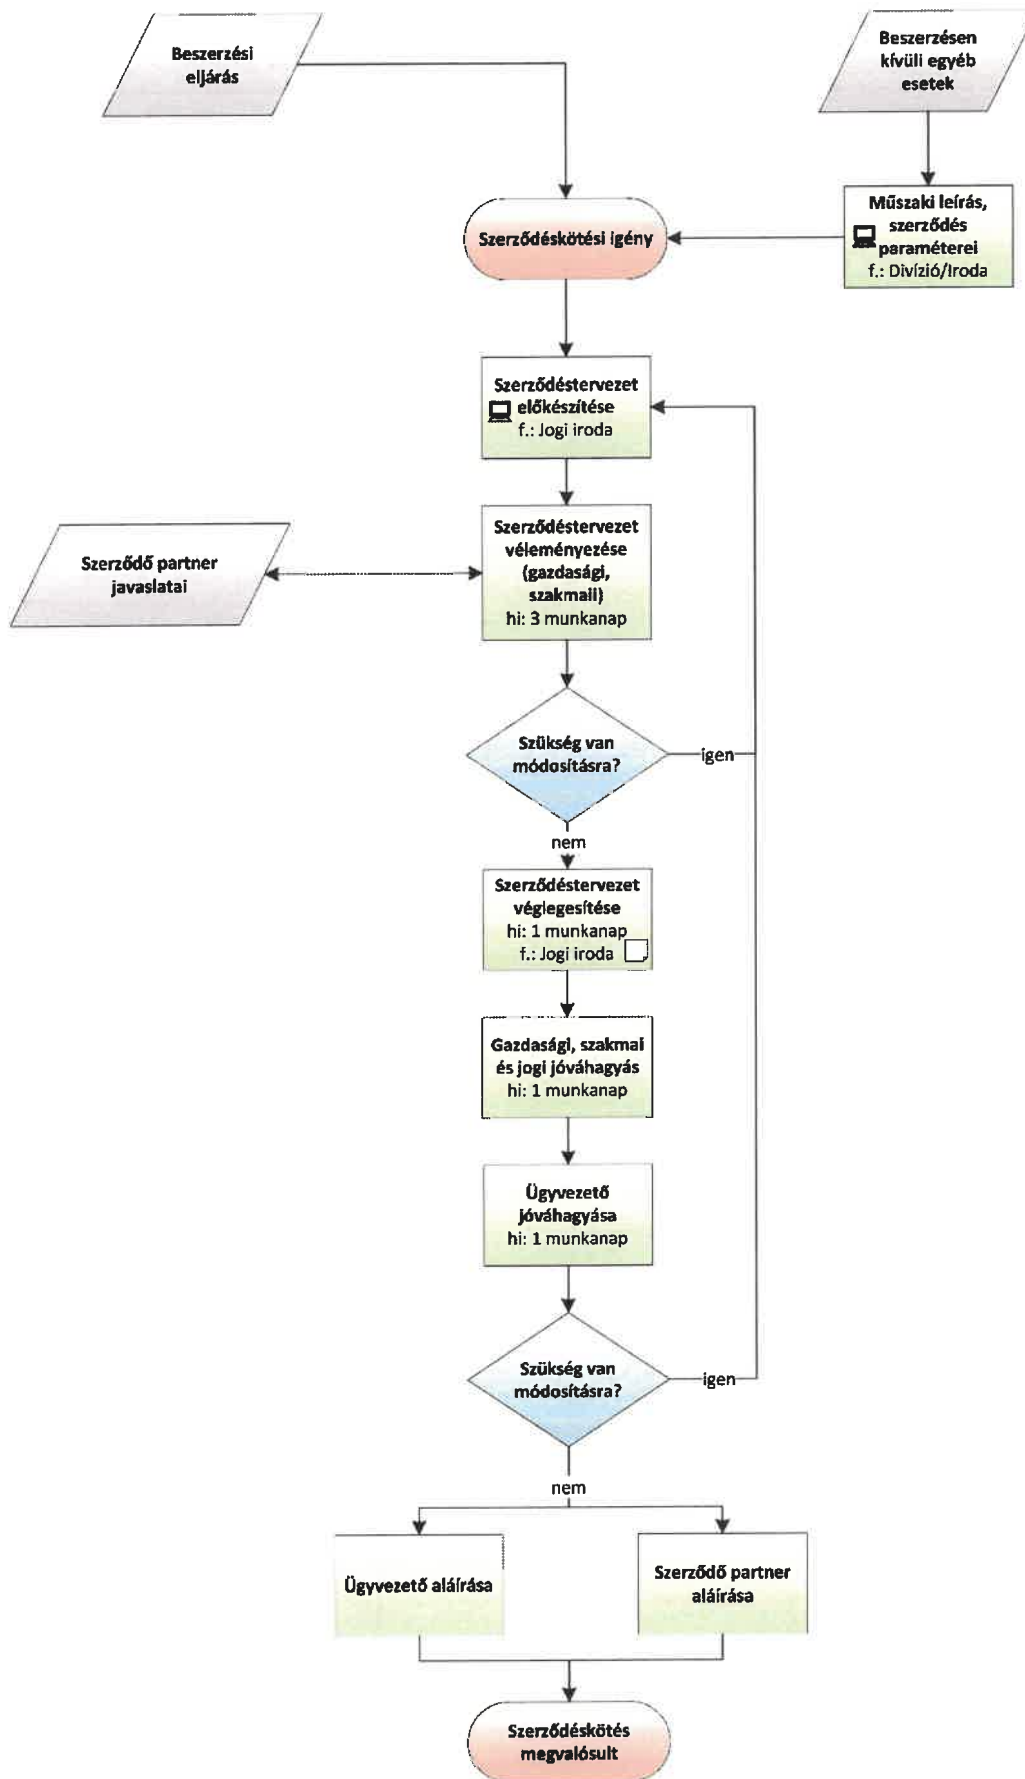 Beszerzési
eljárás
Beszerzésen
kívüli egyéb
esetek
Műszaki leírás,
szerződés
paraméterei
f.: Divízió/Iroda
Szerződéskötési igény
Szerződéstervezet
előkészítése
f.: Jogi iroda
Szerződő partner
javaslatai
Szerződéstervezet
véleményezése
(gazdasági,
szakmaii)
hi: 3 munkanap
Szükség van
módosításra?
igen
nem
Szerződéstervezet
véglegesítése
hi: 1 munkanap
f.: Jogi iroda
Gazdasági, szakmai
és jogi jóváhagyás
hi: 1 munkanap
Ügyvezető
jóváhagyása
hi: 1 munkanap
Szükség van
módosításra?
igen
nem
Ügyvezető aláírása
Szerződő partner
aláírása
Szerződéskötés
megvalósult